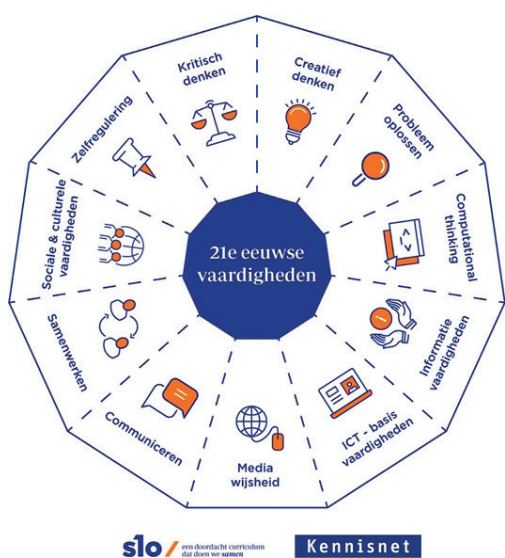 Kritisch
denken
Creatief
denken
Probleem
oplossen
Computational
thinking
Informatie
vaardigheden
ICT - basis
vaardigheden
Media
wijsheid
Communiceren
Samenwerken
Sociale & culturele
vaardigheden
Zelfregulering
21e eeuwse
vaardigheden
slo / een doordacht curriculum
dat doen we samen
Kennisnet